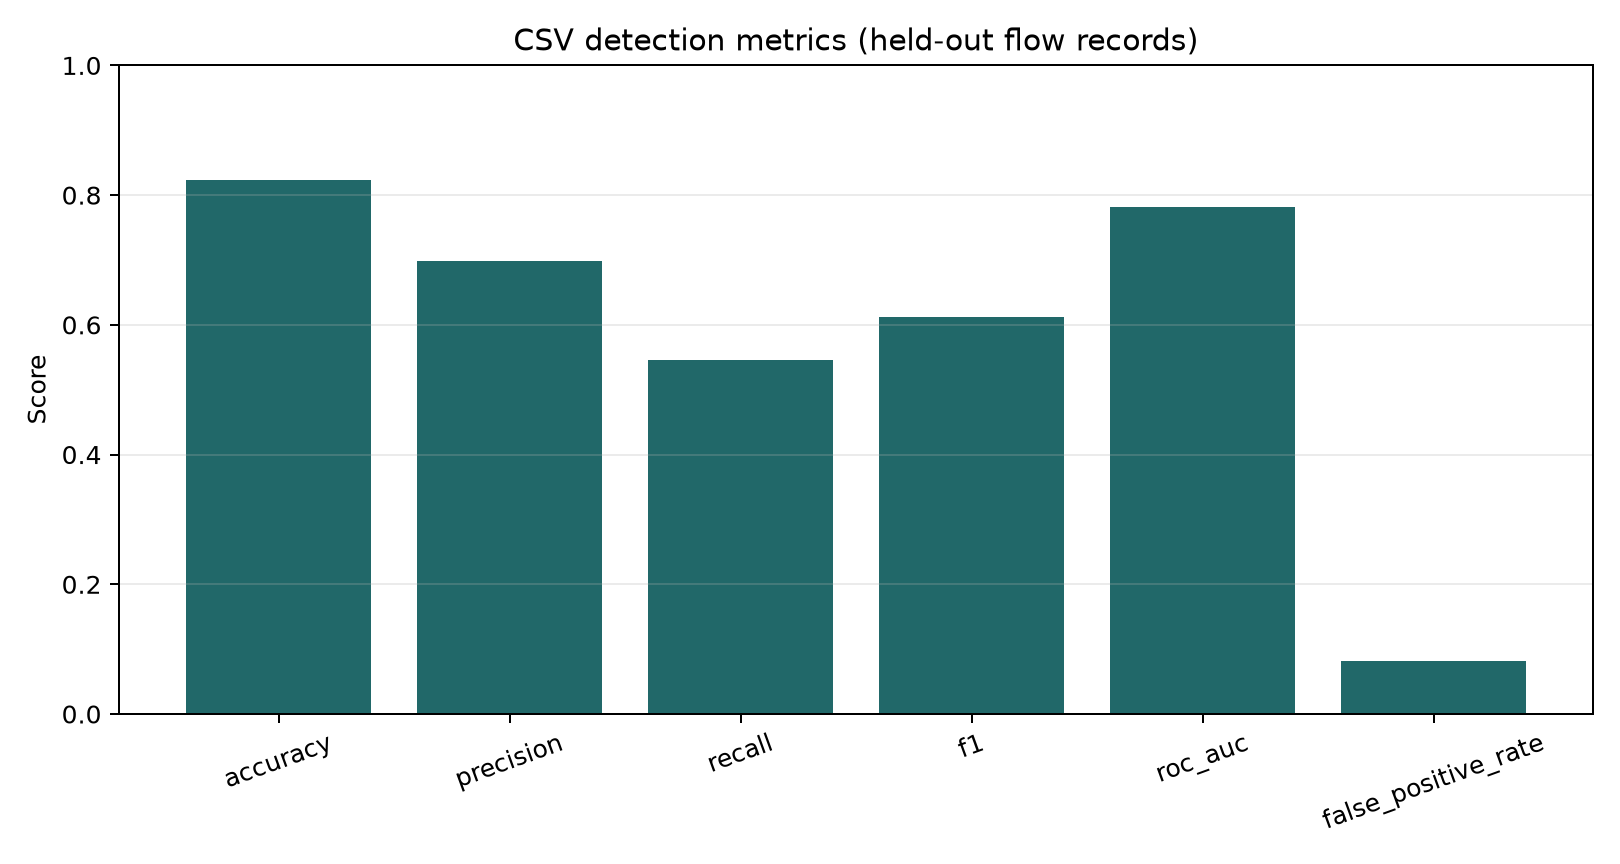 CSV detection metrics (held-out flow records)
1.0
0.8
0.6
0.4
0.2
0.0
Score
accuracy
precision
recall
f1
roc_auc
false_positive_rate